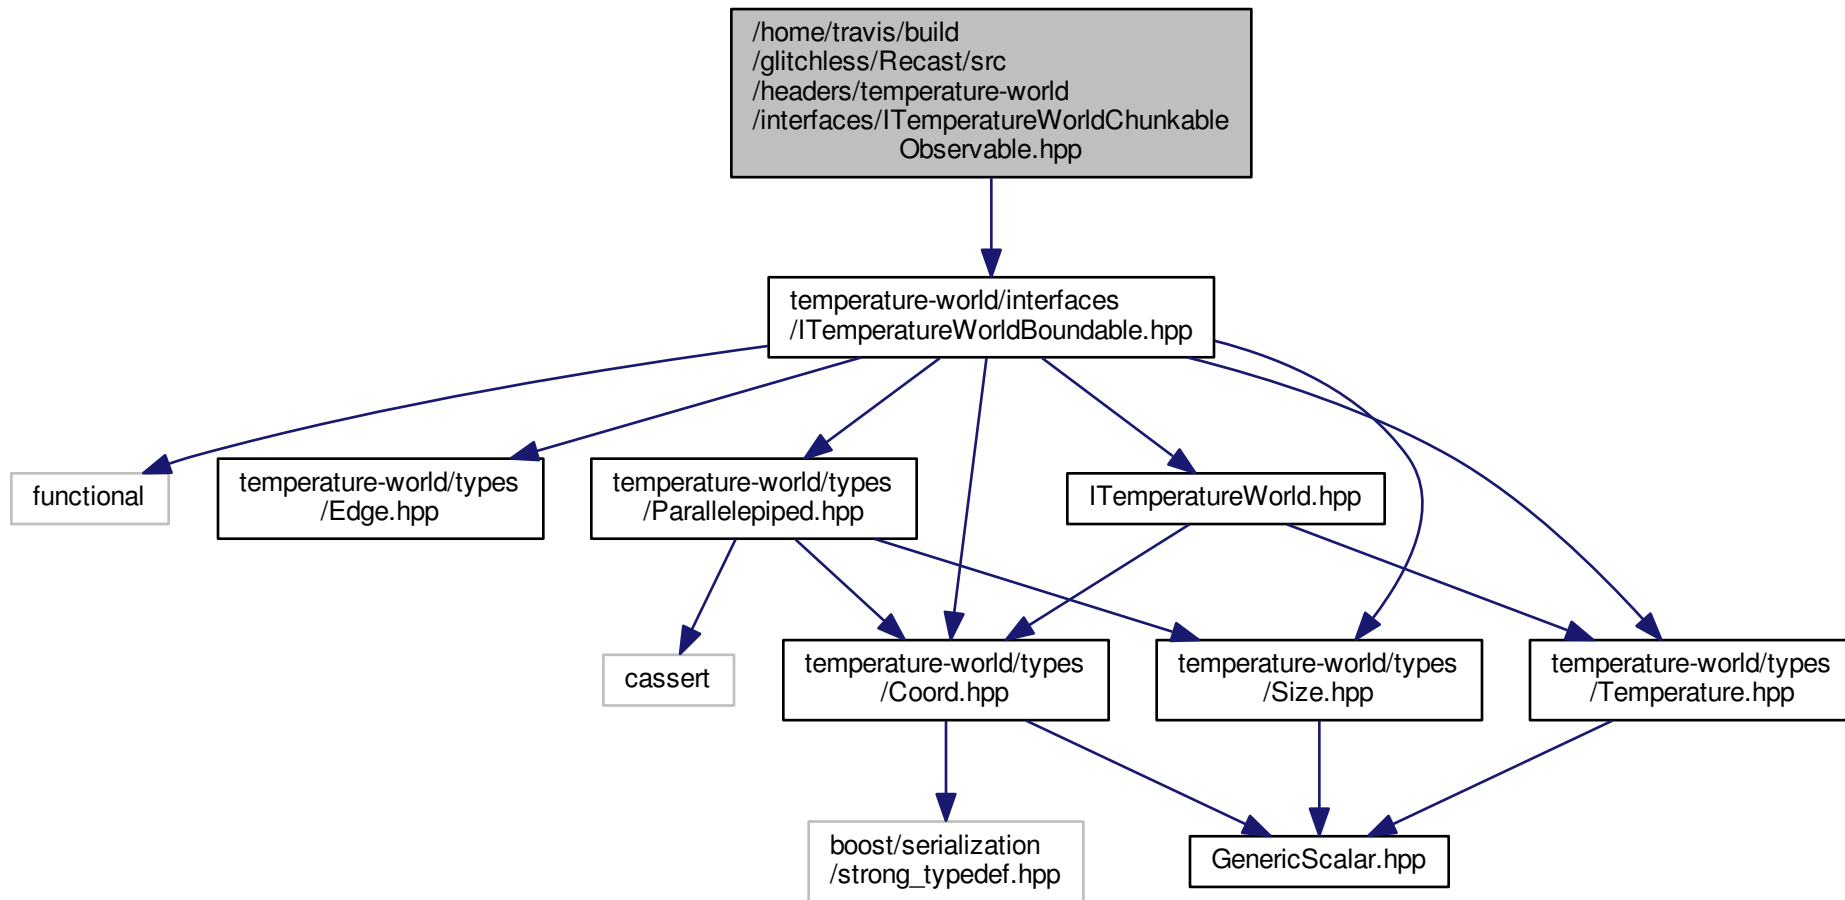 /home/travis/build
/glitchless/Recast/src
/headers/temperature-world
/interfaces/ITemperatureWorldChunkable
Observable.hpp
temperature-world/interfaces
/ITemperatureWorldBoundable.hpp
functional
temperature-world/types
/Edge.hpp
temperature-world/types
/Parallelepiped.hpp
ITemperatureWorld.hpp
cassert
temperature-world/types
/Coord.hpp
temperature-world/types
/Size.hpp
temperature-world/types
/Temperature.hpp
boost/serialization
/strong_typedef.hpp
GenericScalar.hpp